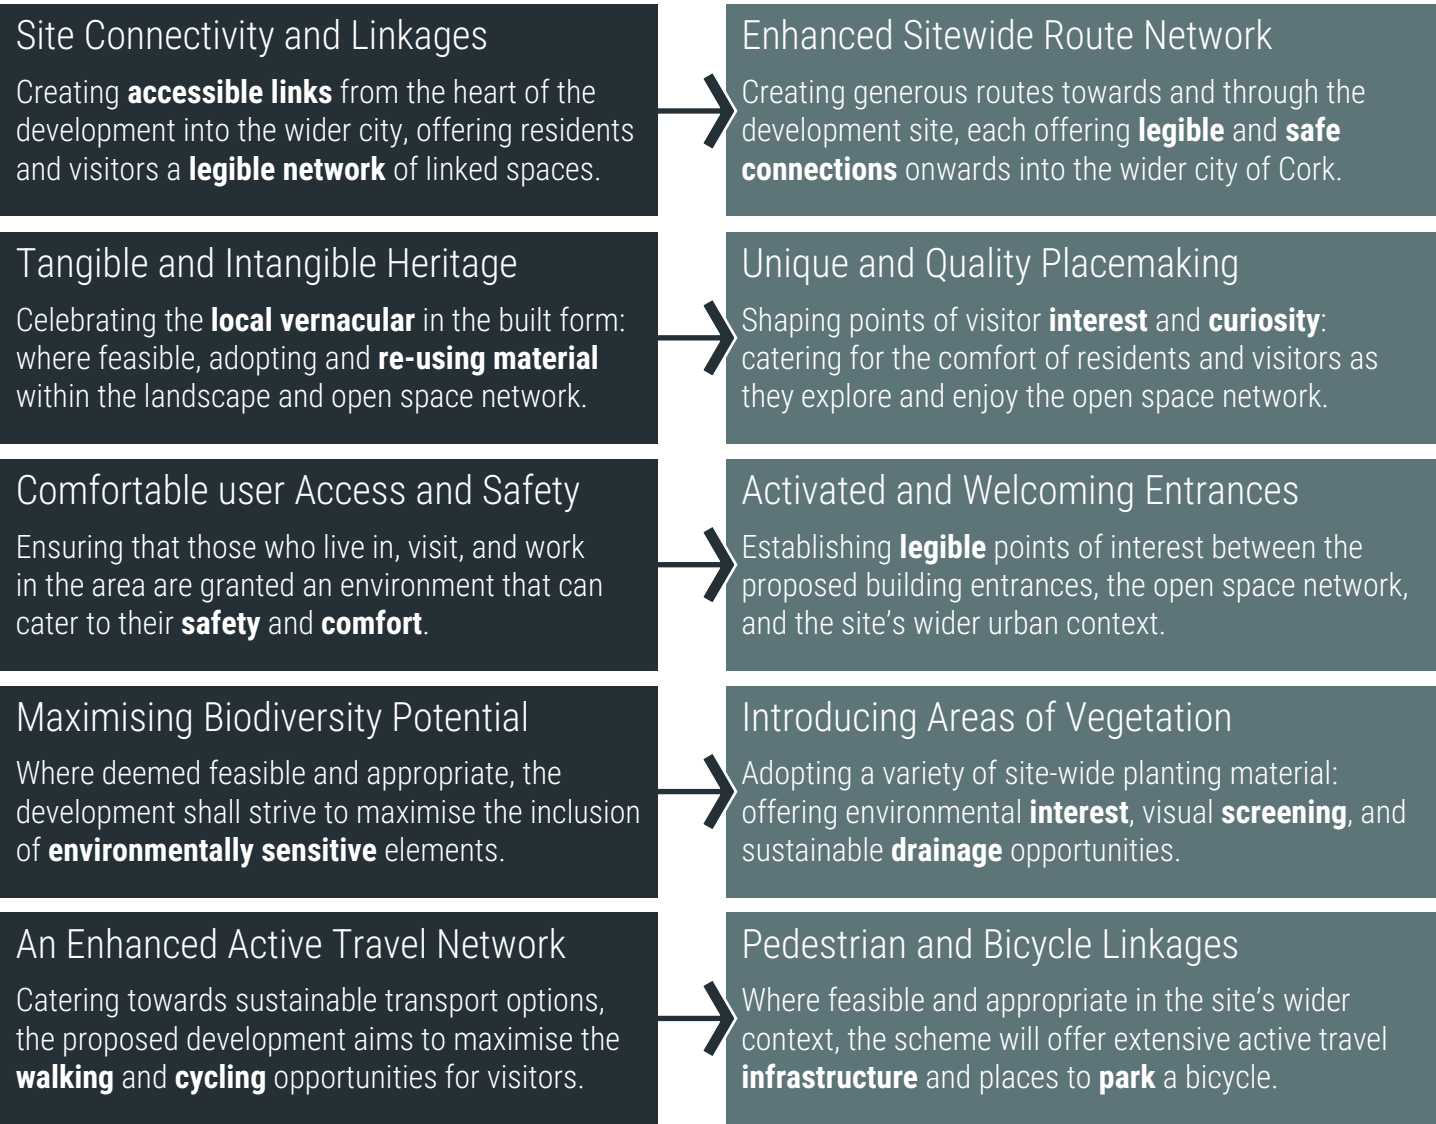 Site Connectivity and Linkages
Creating accessible links from the heart of the
development into the wider city, offering residents
and visitors a legible network of linked spaces.
Enhanced Sitewide Route Network
Creating generous routes towards and through the
development site, each offering legible and safe
connections onwards into the wider city of Cork.
Tangible and Intangible Heritage
Celebrating the local vernacular in the built form:
where feasible, adopting and re-using material
within the landscape and open space network.
Unique and Quality Placemaking
Shaping points of visitor interest and curiosity:
catering for the comfort of residents and visitors as
they explore and enjoy the open space network.
Comfortable user Access and Safety
Ensuring that those who live in, visit, and work
in the area are granted an environment that can
cater to their safety and comfort.
Activated and Welcoming Entrances
Establishing legible points of interest between the
proposed building entrances, the open space network,
and the site's wider urban context.
Maximising Biodiversity Potential
Where deemed feasible and appropriate, the
development shall strive to maximise the inclusion
of environmentally sensitive elements.
Introducing Areas of Vegetation
Adopting a variety of site-wide planting material:
offering environmental interest, visual screening, and
sustainable drainage opportunities.
An Enhanced Active Travel Network
Catering towards sustainable transport options,
the proposed development aims to maximise the
walking and cycling opportunities for visitors.
Pedestrian and Bicycle Linkages
Where feasible and appropriate in the site's wider
context, the scheme will offer extensive active travel
infrastructure and places to park a bicycle.